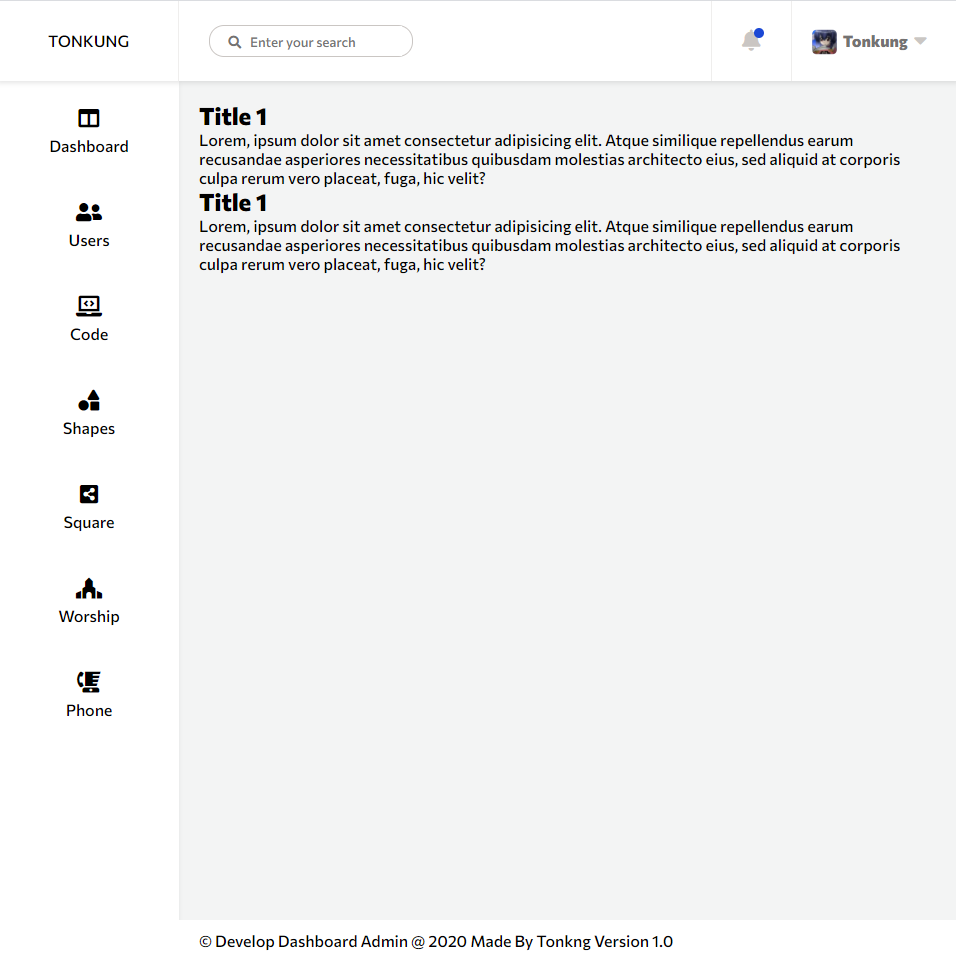 TONKUNG
Enter your search
Tonkung
Dashboard
Users
Code
Shapes
Square
Worship
Phone
Title 1
Lorem, ipsum dolor sit amet consectetur adipisicing elit. Atque similique repellendus earum
recusandae asperiores necessitatibus quibusdam molestias architecto eius, sed aliquid at corporis
culpa rerum vero placeat, fuga, hic velit?
Title 1
Lorem, ipsum dolor sit amet consectetur adipisicing elit. Atque similique repellendus earum
recusandae asperiores necessitatibus quibusdam molestias architecto eius, sed aliquid at corporis
culpa rerum vero placeat, fuga, hic velit?
© Develop Dashboard Admin @ 2020 Made By Tonkng Version 1.0